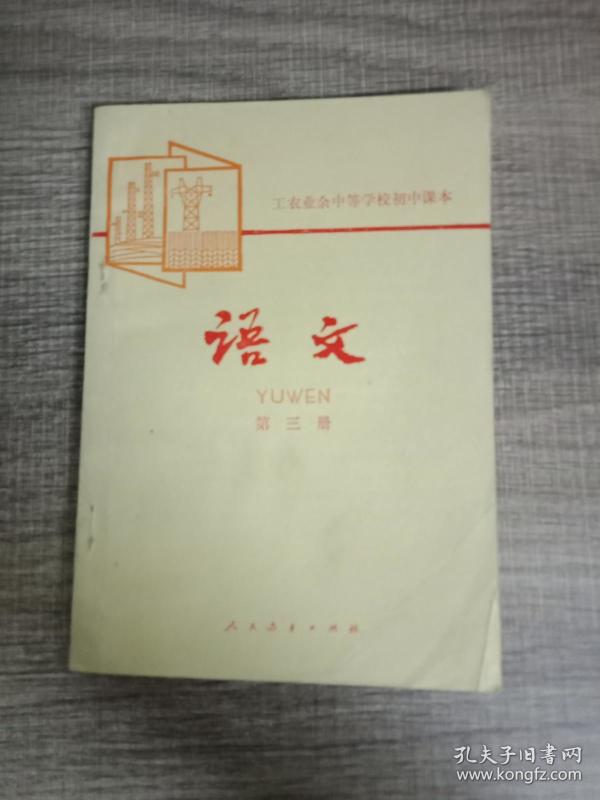 工农业余中等学校初中课本
语文
YUWEN
第三册
人民教育出版社
孔夫子旧书网
www.kongfz.com